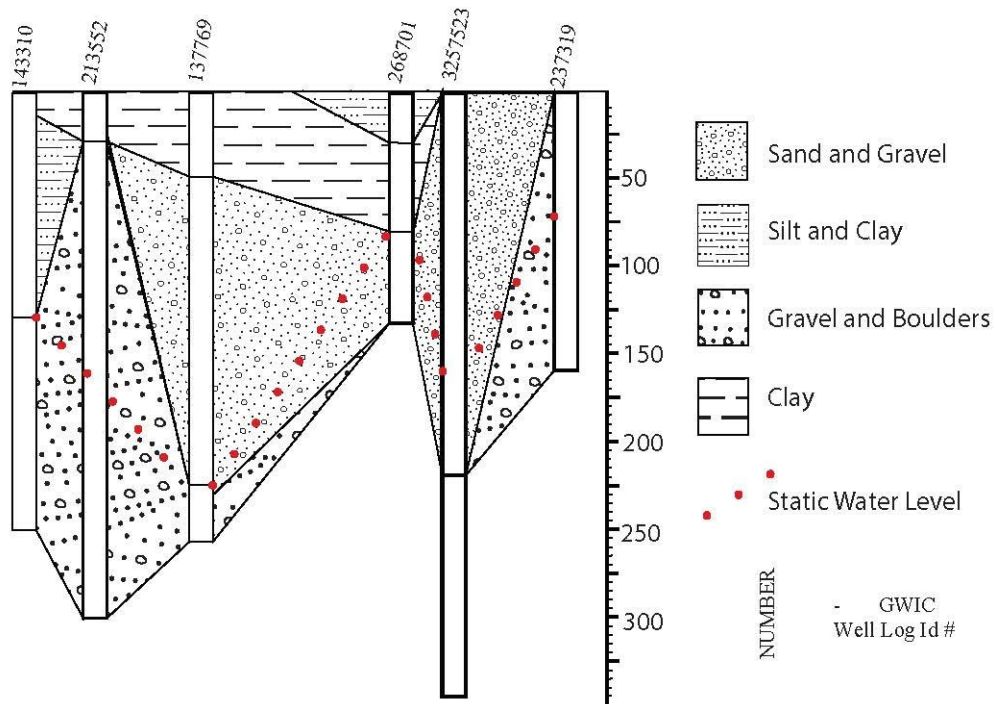 143310
213552
137769
268701
3257523
237319
50
100
150
200
250
300
Sand and Gravel
Silt and Clay
Gravel and Boulders
Clay
Static Water Level
NUMBER
- GWIC
Well Log Id #